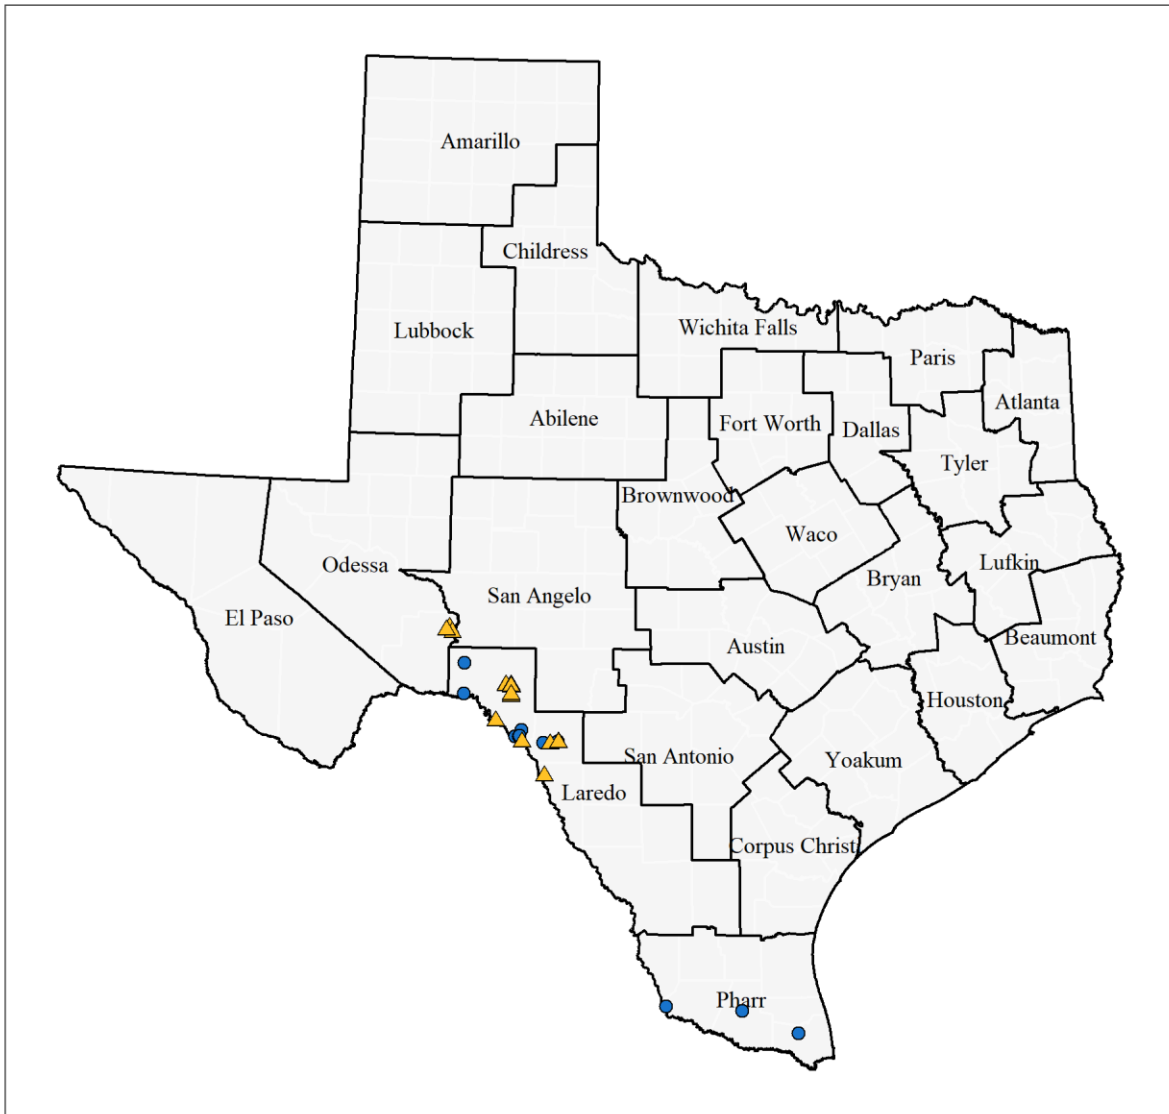 Amarillo
Childress
Lubbock
Wichita Falls
Paris
Atlanta
Abilene
Fort Worth
Dallas
Tyler
Brownwood
Waco
Odessa
Lufkin
Bryan
San Angelo
El Paso
Beaumont
Austin
Houston
San Antonio
Yoakum
Laredo
Corpus Christ
Pharr